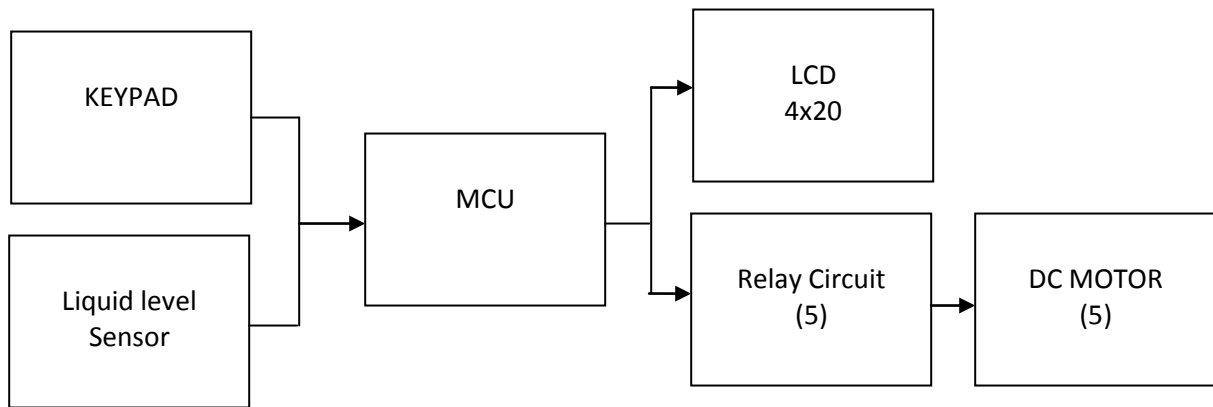 KEYPAD
Liquid level
Sensor
MCU
LCD
4x20
Relay Circuit
(5)
DC MOTOR
(5)